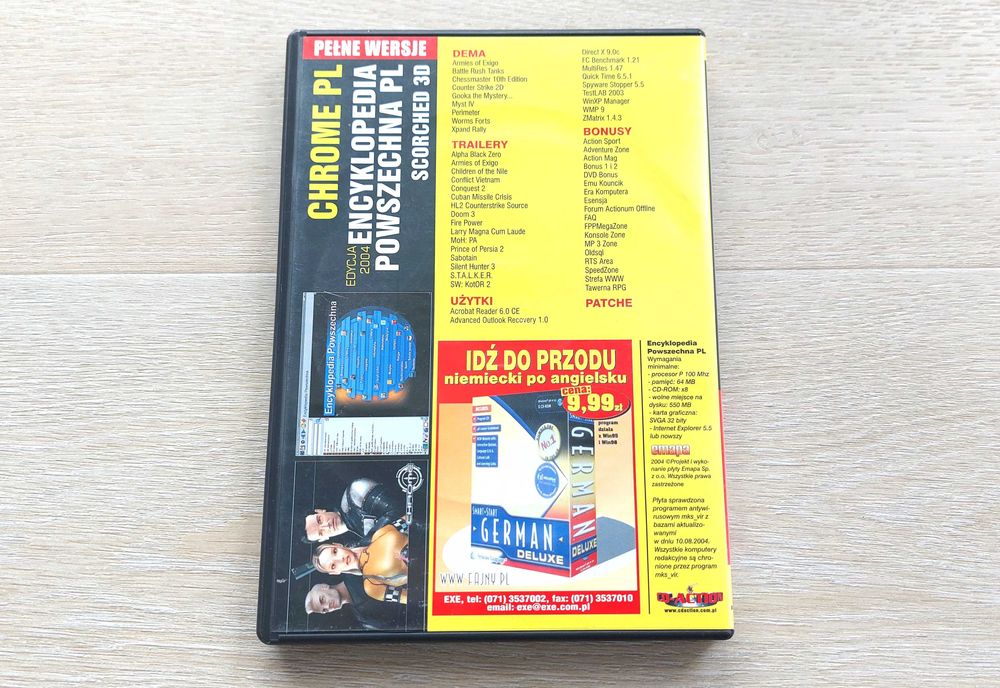 PEŁNE WERSJE
CHROME PL
EDYCJA
2004
ENCYKLOPEDIA
POWSZECHNA PL
SCORCHED 3D
Encyklopedia Powszechna
DEMA
Armies of Exigo
Battle Rush Tanks
Chessmaster 10th Edition
Counter Strike 2D
Gooka the Mystery...
Myst IV
Perimeter
Worms Forts
Xpand Rally
TRAILERY
Alpha Black Zero
Armies of Exigo
Children of the Nile
Conflict Vietnam
Conquest 2
Cuban Missile Crisis
HL2 Counterstrike Source
Doom 3
Fire Power
Larry Magna Cum Laude
MoH: PA
Prince of Persia 2
Sabotain
Silent Hunter 3
S.T.A.L.K.E.R.
SW: KotOR 2
UŻYTKI
Acrobat Reader 6.0 CE
Advanced Outlook Recovery 1.0
Direct X 9.0c
FC Benchmark 1.21
MultiRes 1.47
Quick Time 6.5.1
Spyware Stopper 5.5
TestLAB 2003
WinXP Manager
WMP 9
ZMatrix 1.4.3
BONUSY
Action Sport
Adventure Zone
Action Mag
Bonus 1 i 2
DVD Bonus
Emu Kouncik
Era Komputera
Esensja
Forum Actionum Offline
FAQ
FPPMegaZone
Konsole Zone
MP 3 Zone
Oldsql
RTS Area
SpeedZone
Strefa WWW
Tawerna RPG
PATCHE
IDŹ DO PRZODU
niemiecki po angielsku
cena:
9,99zł
program
działa
z Win95
i Win98
No1
SMART-START
GERMAN
DELUXE
GERMAN
DELUXE
WWW.FAJNY.PL
EXE, tel: (071) 3537002, fax: (071) 3537010
email: exe@exe.com.pl
Encyklopedia
Powszechna PL
Wymagania
minimalne:
- procesor P 100 Mhz
- pamięć: 64 MB
- CD-ROM: x8
- wolne miejsce na
dysku: 550 MB
- karta graficzna:
SVGA 32 bity
- Internet Explorer 5.5
lub nowszy
emapa
2004 ©Projekt i wyko-
nanie płyty Emapa Sp.
z o.o. Wszystkie prawa
zastrzeżone
Płyta sprawdzona
programem antywi-
rusowym mks_vir z
bazami aktualizo-
wanymi
w dniu 10.08.2004.
Wszystkie komputery
redakcyjne są chro-
nione przez program
mks_vir.
CD-ACTION
www.cdaction.com.pl